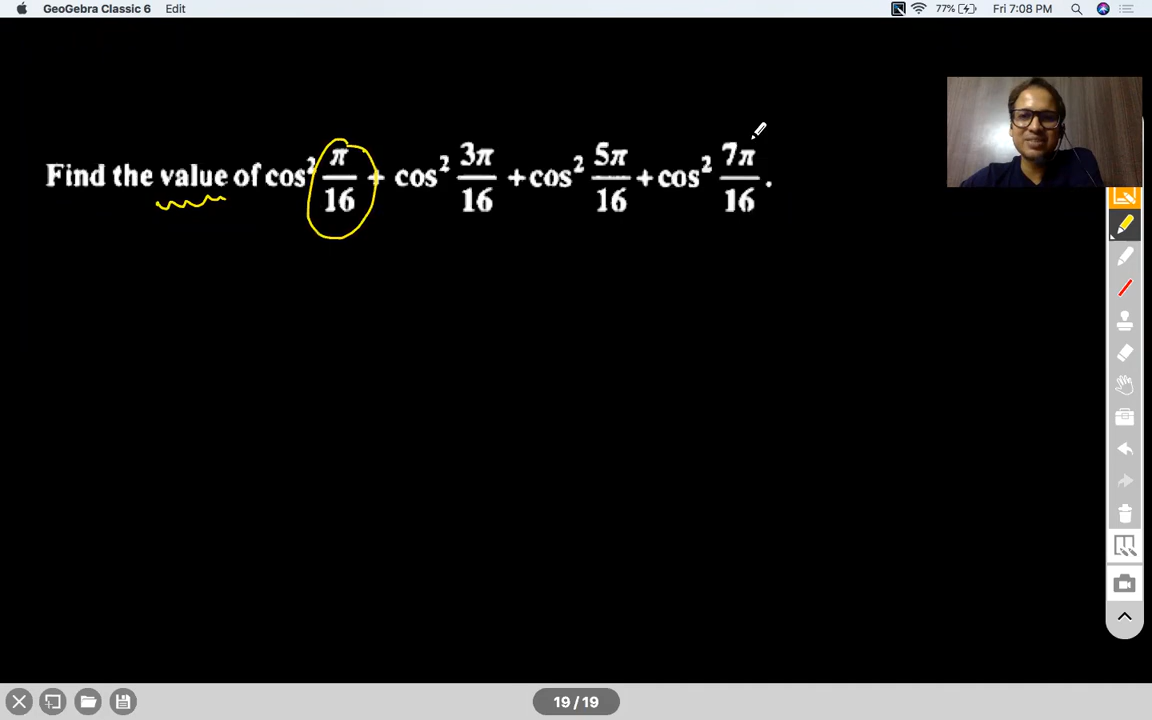 GeoGebra Classic 6 Edit 77% Fri 7:08 PM
Find the value of cos² π/16 + cos² 3π/16 + cos² 5π/16 + cos² 7π/16.
19 / 19